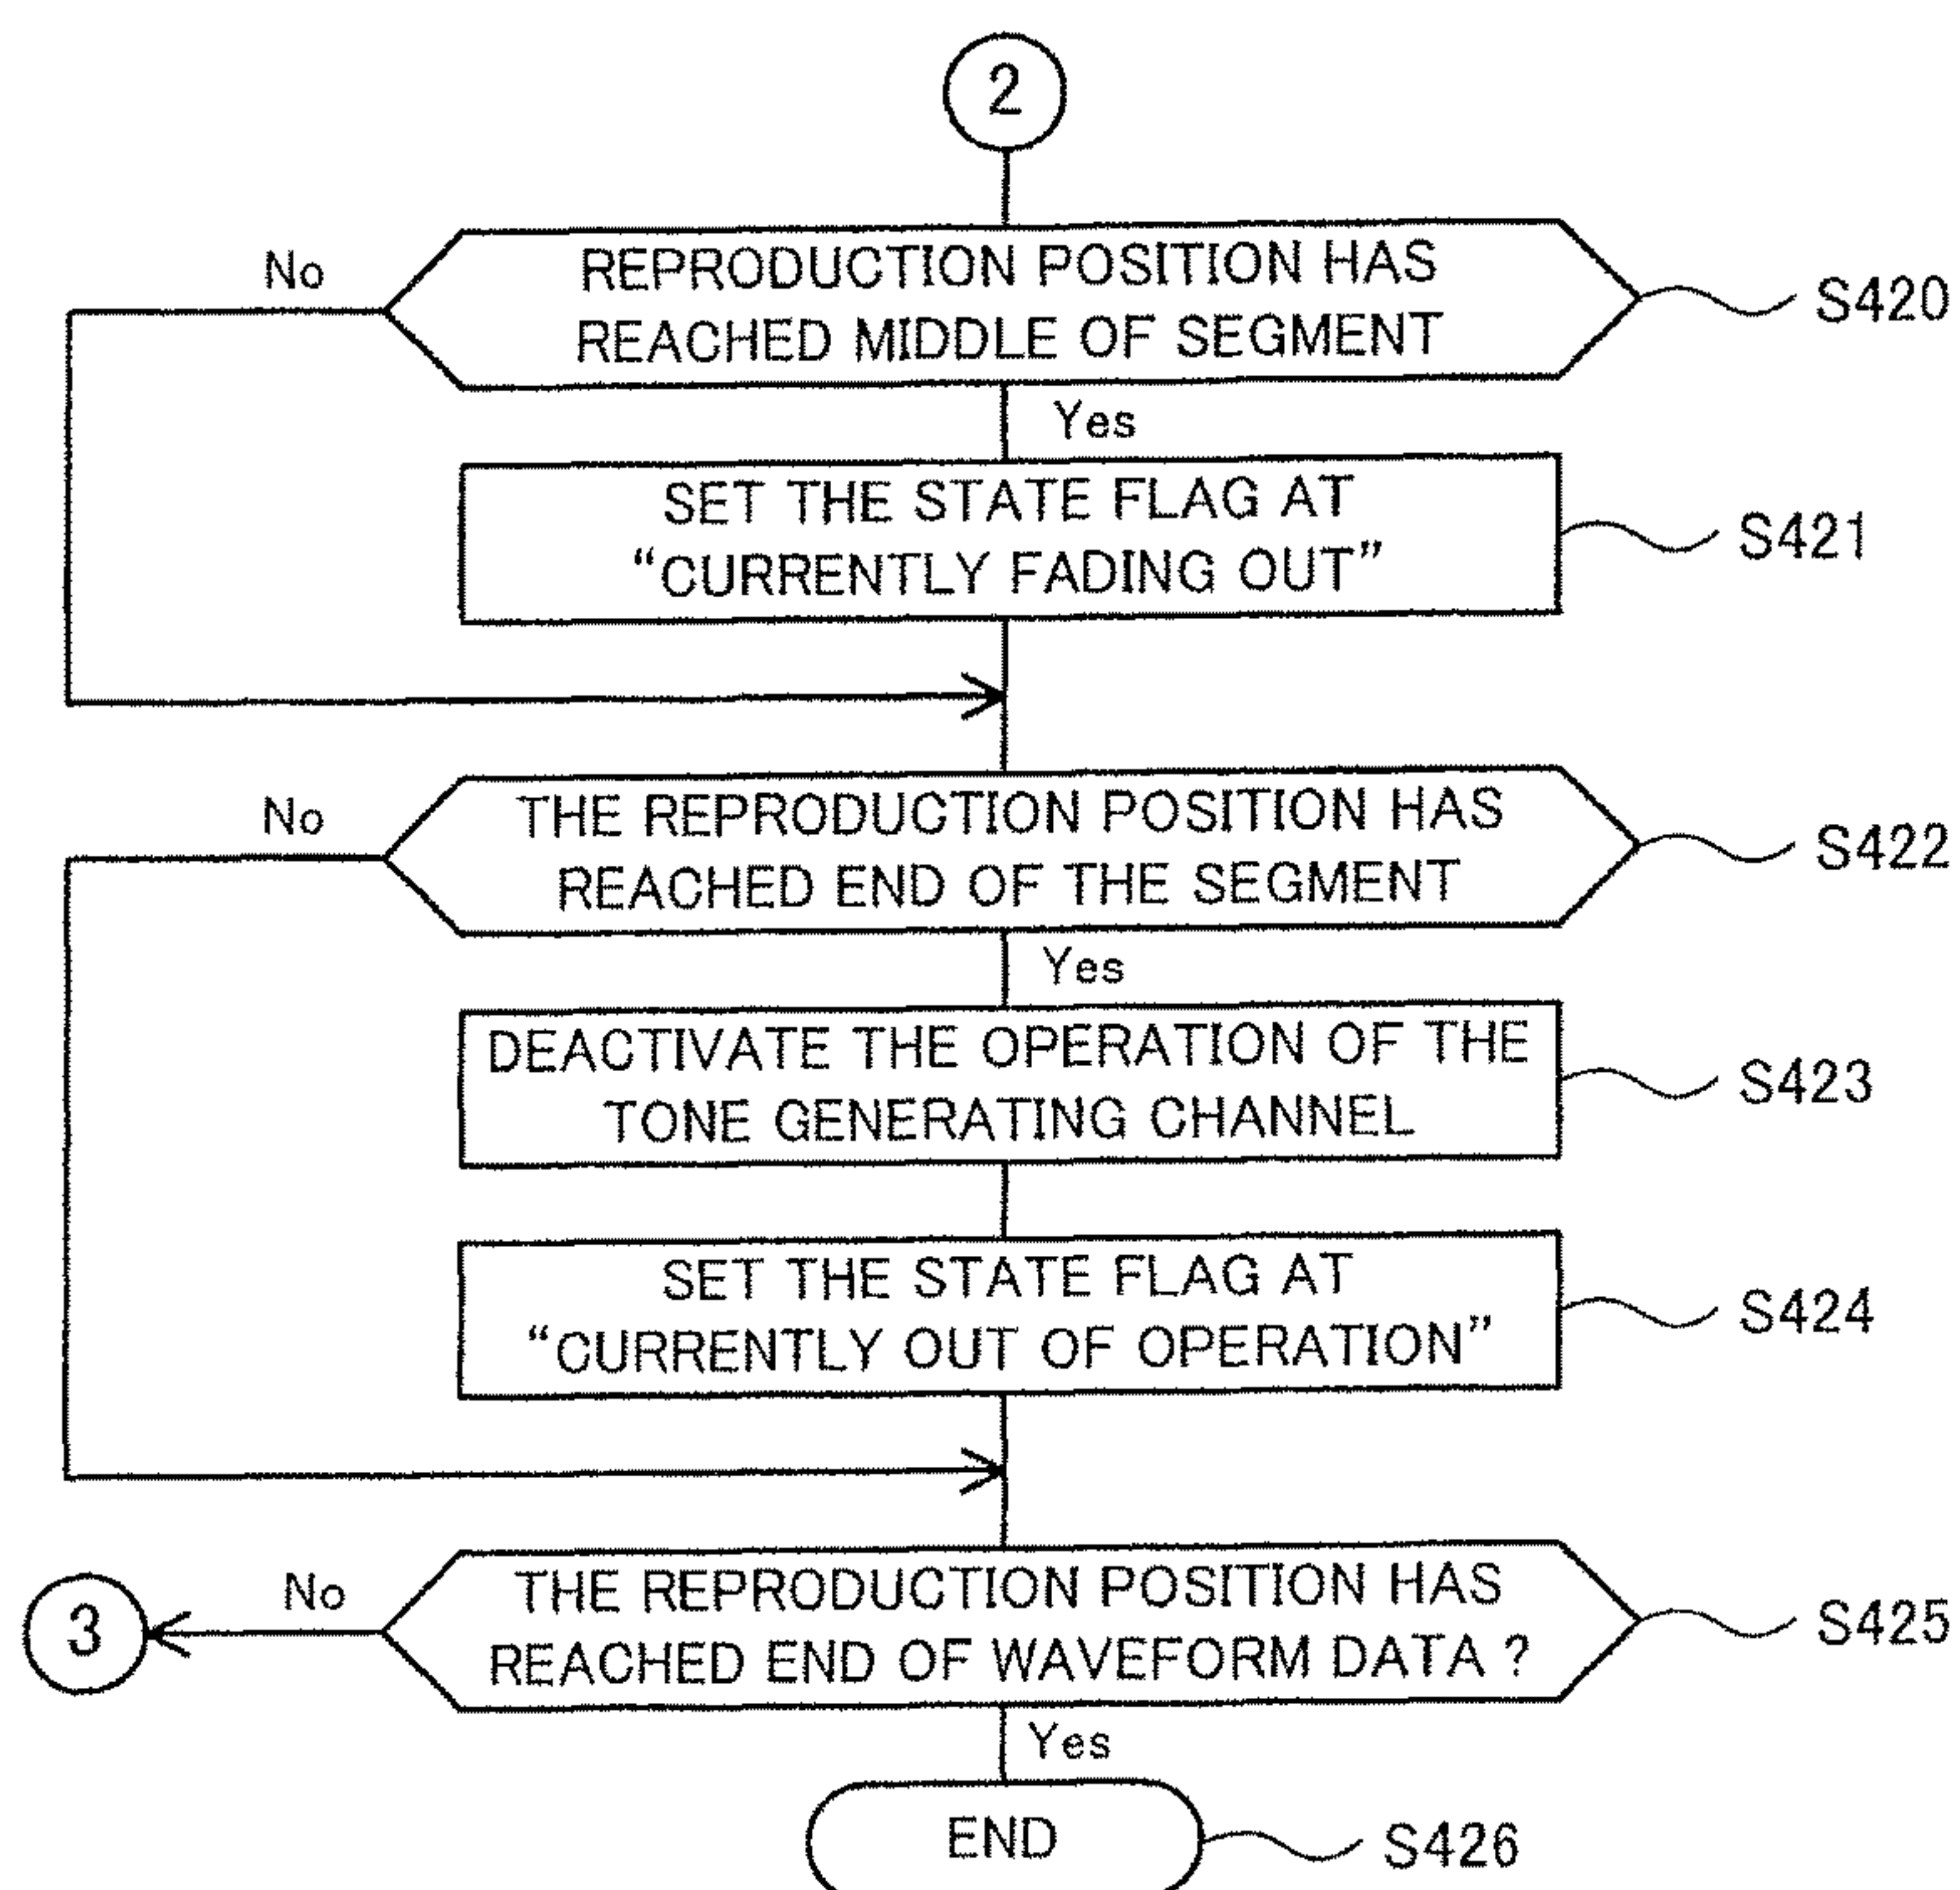 2
No
REPRODUCTION POSITION HAS
REACHED MIDDLE OF SEGMENT
S420
Yes
SET THE STATE FLAG AT
“CURRENTLY FADING OUT”
S421
No
THE REPRODUCTION POSITION HAS
REACHED END OF THE SEGMENT
S422
Yes
DEACTIVATE THE OPERATION OF THE
TONE GENERATING CHANNEL
S423
SET THE STATE FLAG AT
“CURRENTLY OUT OF OPERATION”
S424
3
No
THE REPRODUCTION POSITION HAS
REACHED END OF WAVEFORM DATA ?
S425
Yes
END
S426